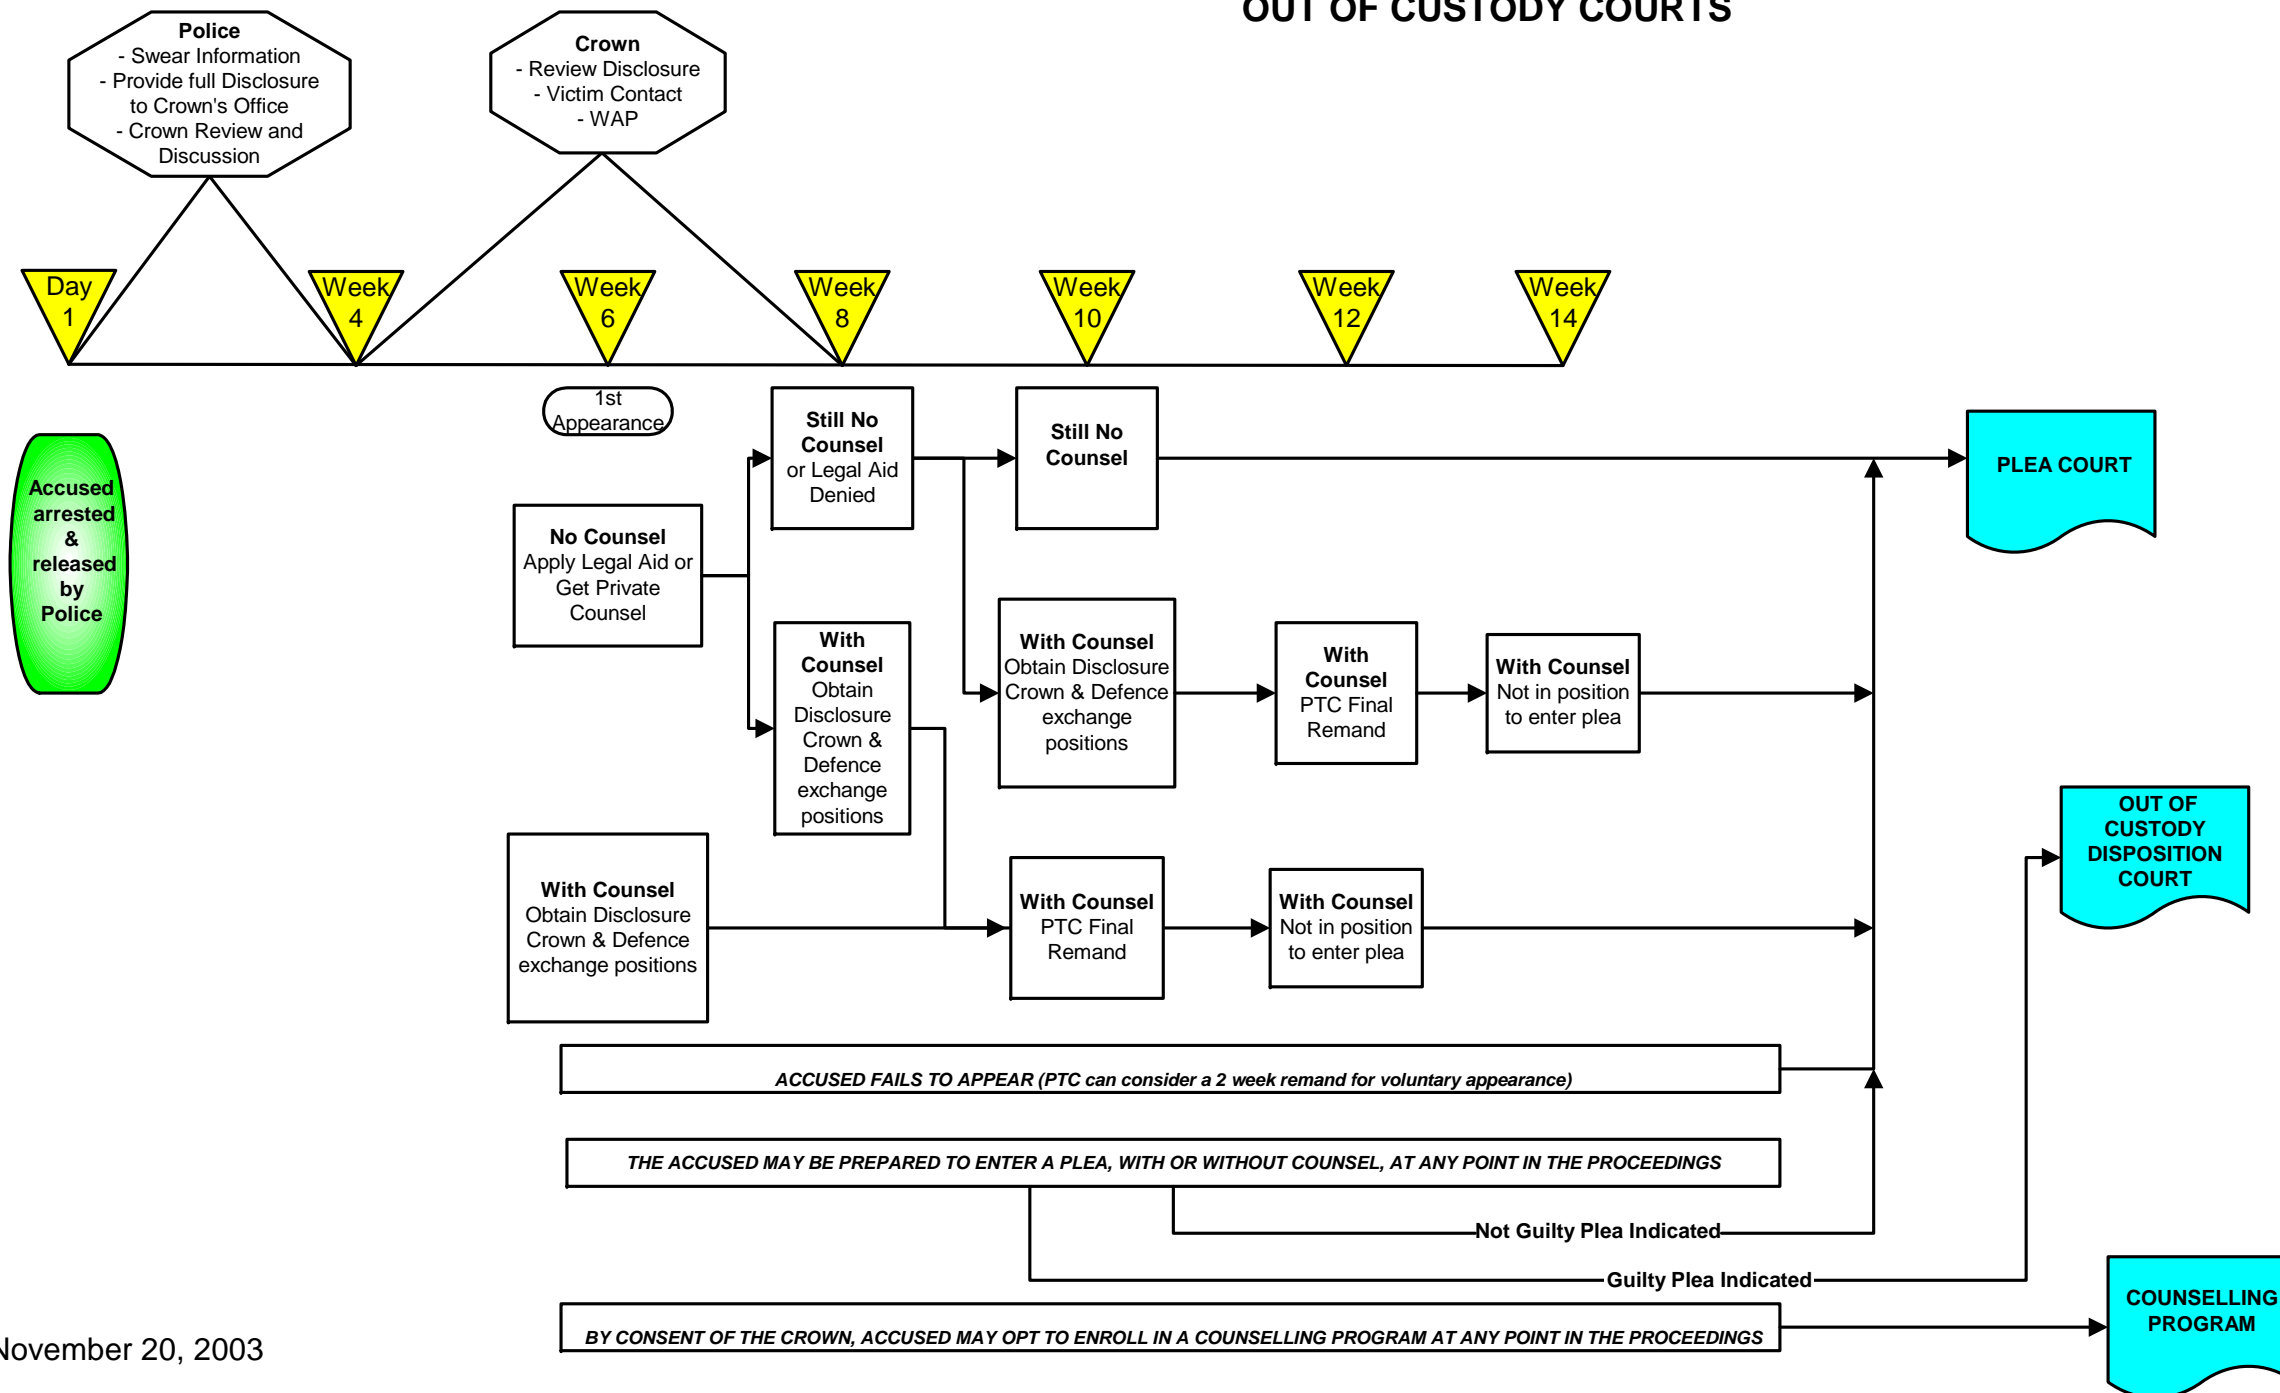 OUT OF CUSTODY COURTS
Police
- Swear Information
- Provide full Disclosure
to Crown's Office
- Crown Review and
Discussion
Crown
- Review Disclosure
- Victim Contact
- WAP
Day
1
Week
4
Week
6
Week
8
Week
10
Week
12
Week
14
1st
Appearance
Accused
arrested
&
released
by
Police
No Counsel
Apply Legal Aid or
Get Private
Counsel
Still No
Counsel
or Legal Aid
Denied
Still No
Counsel
PLEA COURT
With
Counsel
Obtain
Disclosure
Crown &
Defence
exchange
positions
With Counsel
Obtain Disclosure
Crown & Defence
exchange
positions
With
Counsel
PTC Final
Remand
With Counsel
Not in position
to enter plea
With Counsel
Obtain Disclosure
Crown & Defence
exchange positions
With Counsel
PTC Final
Remand
With Counsel
Not in position
to enter plea
OUT OF
CUSTODY
DISPOSITION
COURT
ACCUSED FAILS TO APPEAR (PTC can consider a 2 week remand for voluntary appearance)
THE ACCUSED MAY BE PREPARED TO ENTER A PLEA, WITH OR WITHOUT COUNSEL, AT ANY POINT IN THE PROCEEDINGS
Not Guilty Plea Indicated
Guilty Plea Indicated
BY CONSENT OF THE CROWN, ACCUSED MAY OPT TO ENROLL IN A COUNSELLING PROGRAM AT ANY POINT IN THE PROCEEDINGS
COUNSELLING
PROGRAM
November 20, 2003